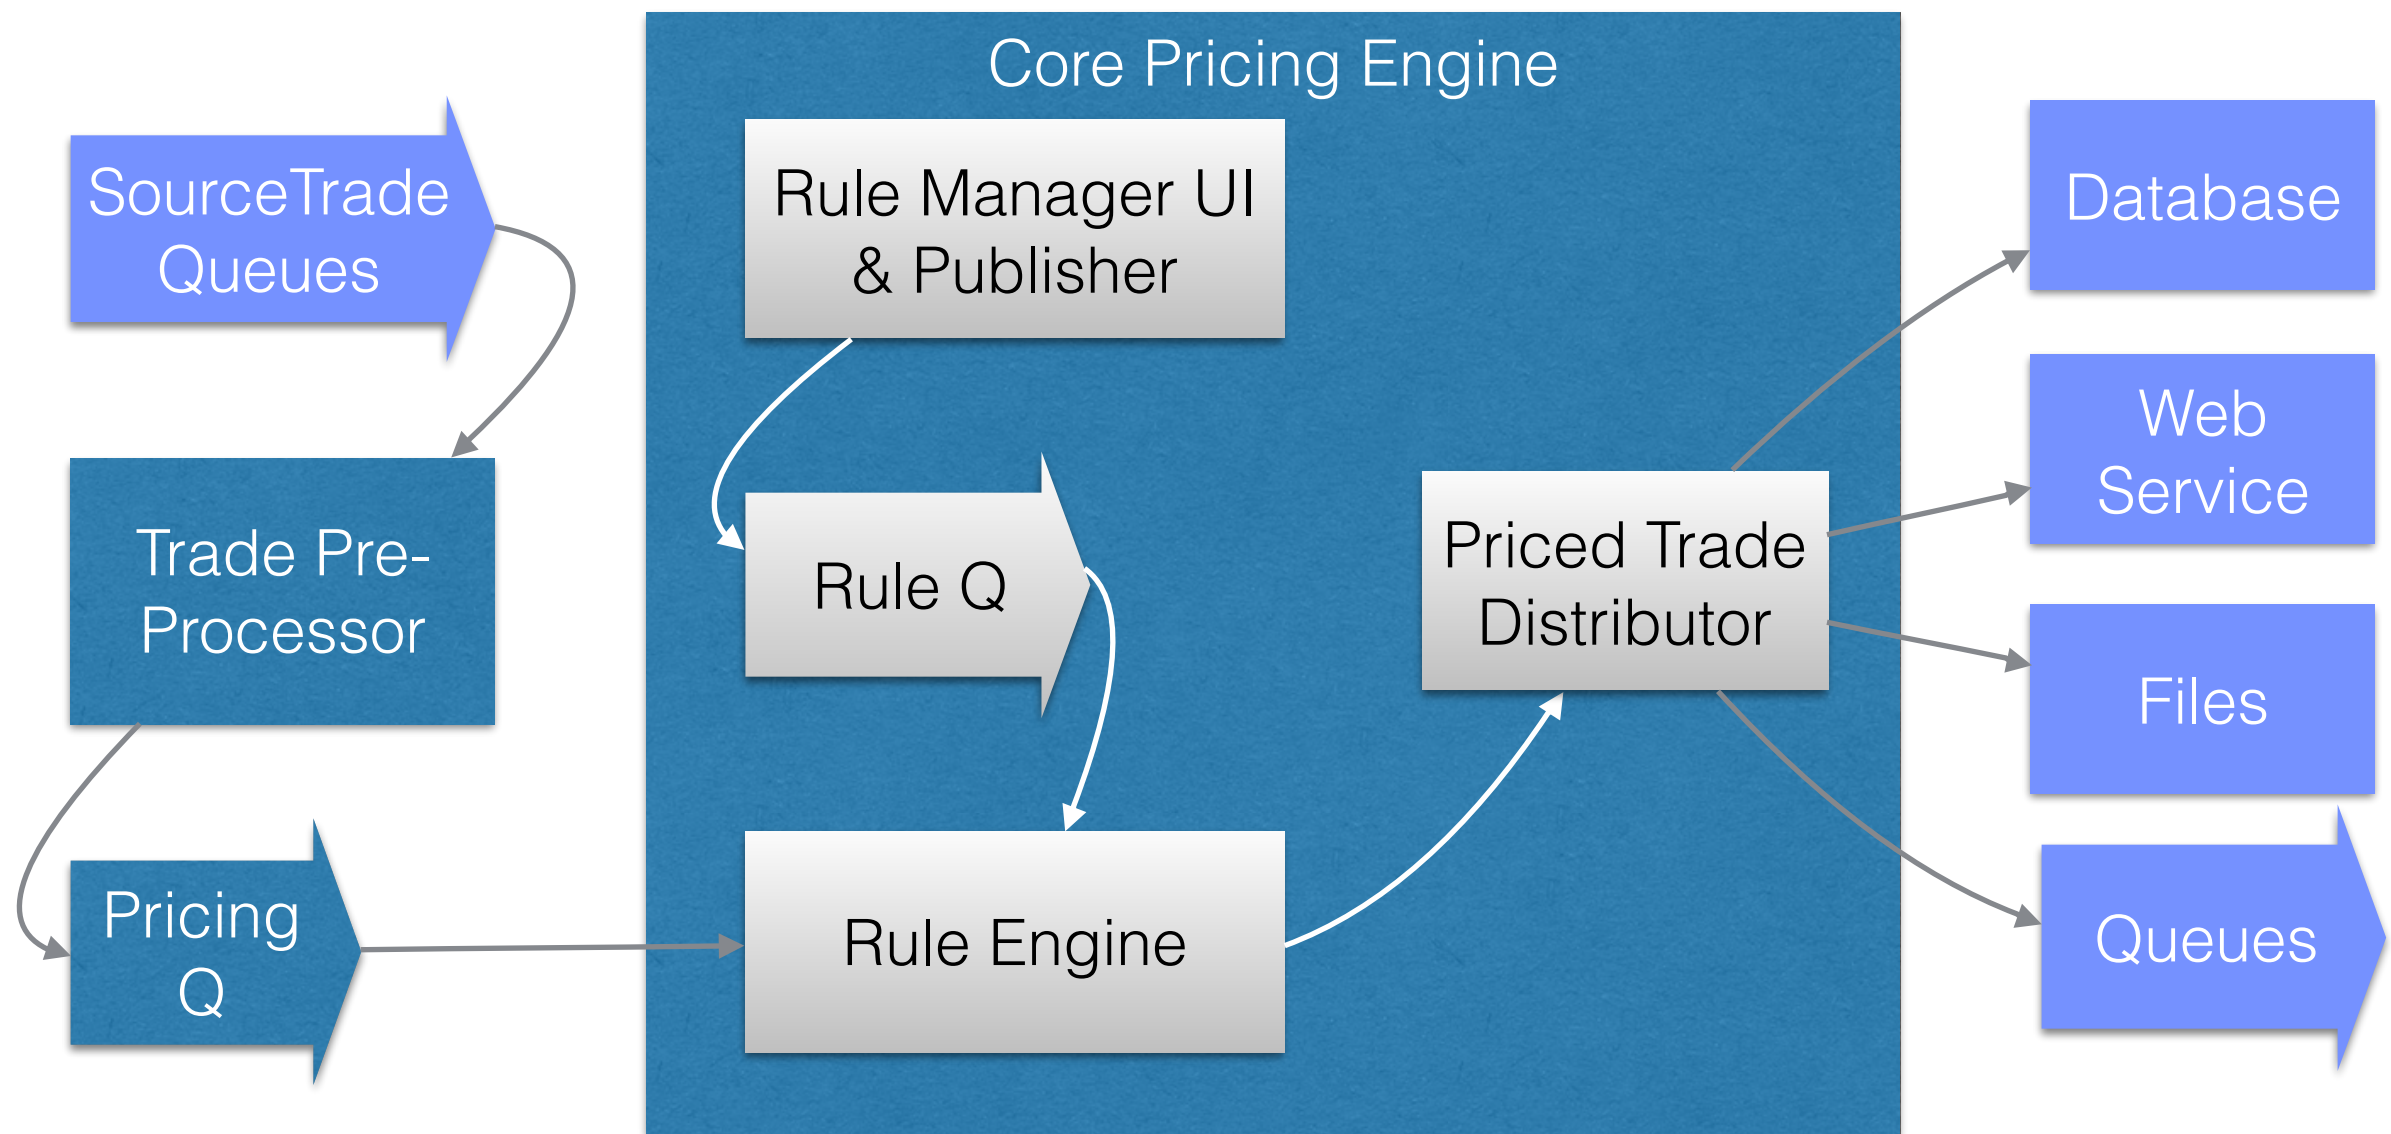 Core Pricing Engine
SourceTrade
Queues
Trade Pre-
Processor
Pricing
Q
Rule Manager UI
& Publisher
Rule Q
Rule Engine
Priced Trade
Distributor
Database
Web
Service
Files
Queues